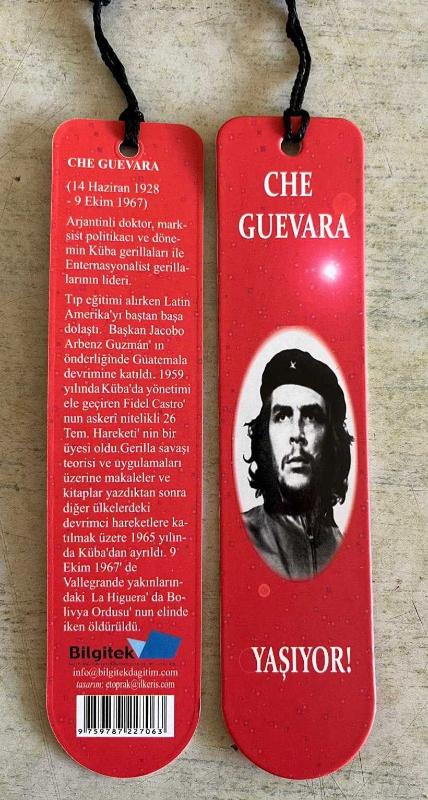 CHE GUEVARA
(14 Haziran 1928
- 9 Ekim 1967)
Arjantinli doktor, mark-
sist politikacı ve döne-
min Küba gerillaları ile
Enternasyonalist gerilla-
larının lideri.
Tıp eğitimi alırken Latin
Amerika'yı baştan başa
dolaştı. Başkan Jacobo
Arbenz Guzmán' ın
önderliğinde Guatemala
devrimine katıldı. 1959
yılında Küba'da yönetimi
ele geçiren Fidel Castro'
nun askeri nitelikli 26
Tem. Hareketi' nin bir
üyesi oldu.Gerilla savaşı
teorisi ve uygulamaları
üzerine makaleler ve
kitaplar yazdıktan sonra
diğer ülkelerdeki
devrimci hareketlere ka-
tılmak üzere 1965 yılın-
da Küba'dan ayrıldı. 9
Ekim 1967' de
Vallegrande yakınların-
daki La Higuera' da Bo-
livya Ordusu' nun elinde
iken öldürüldü.
Bilgitek
info@bilgitekdagitim.com
tasarım: etoprak@ilkeris.com
9 759787 227063
CHE
GUEVARA
YAŞIYOR!